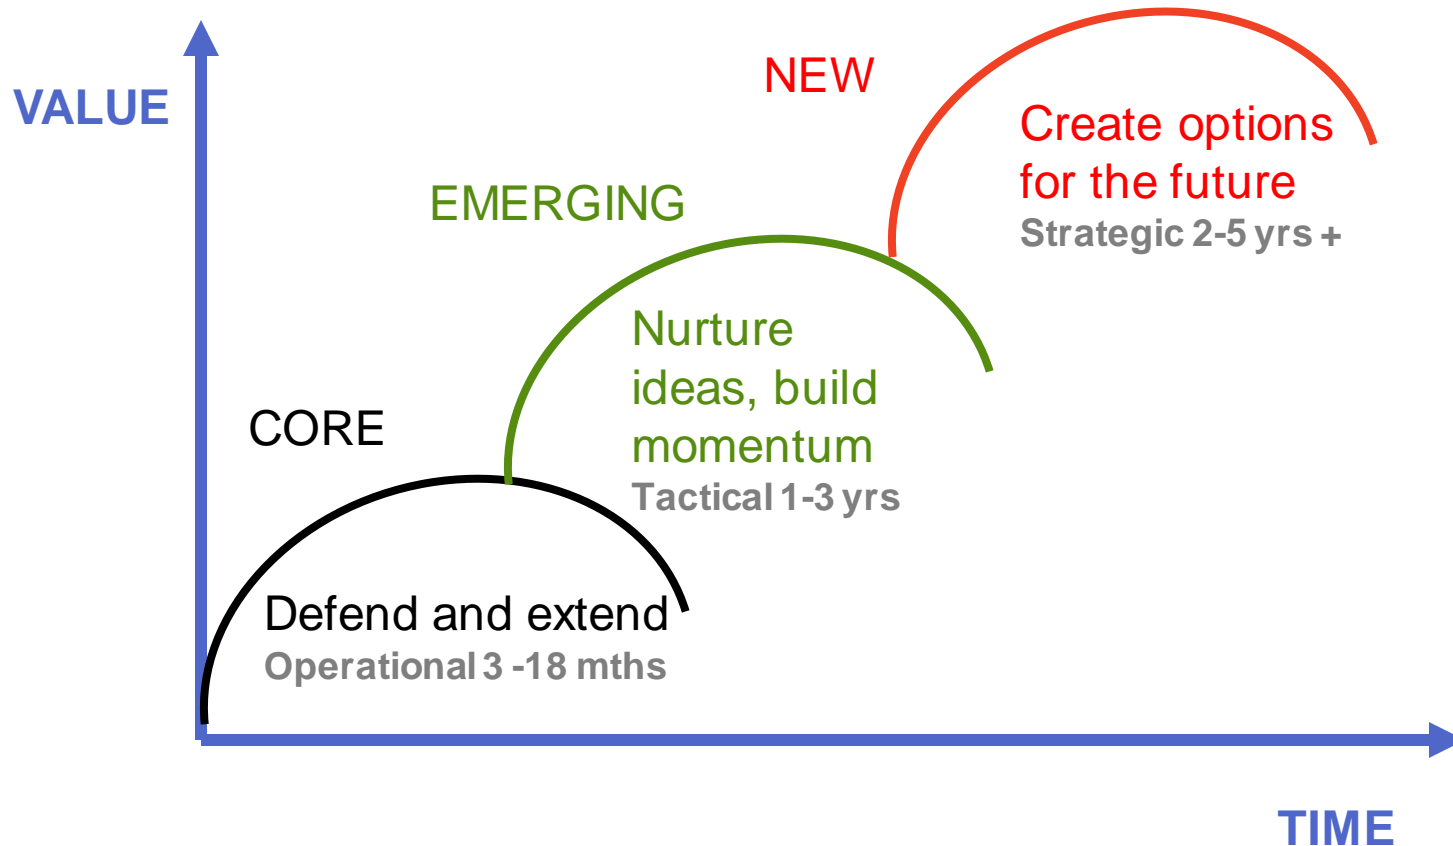 VALUE
NEW
Create options
for the future
Strategic 2-5 yrs +
EMERGING
Nurture
ideas, build
momentum
Tactical 1-3 yrs
CORE
Defend and extend
Operational 3 -18 mths
TIME